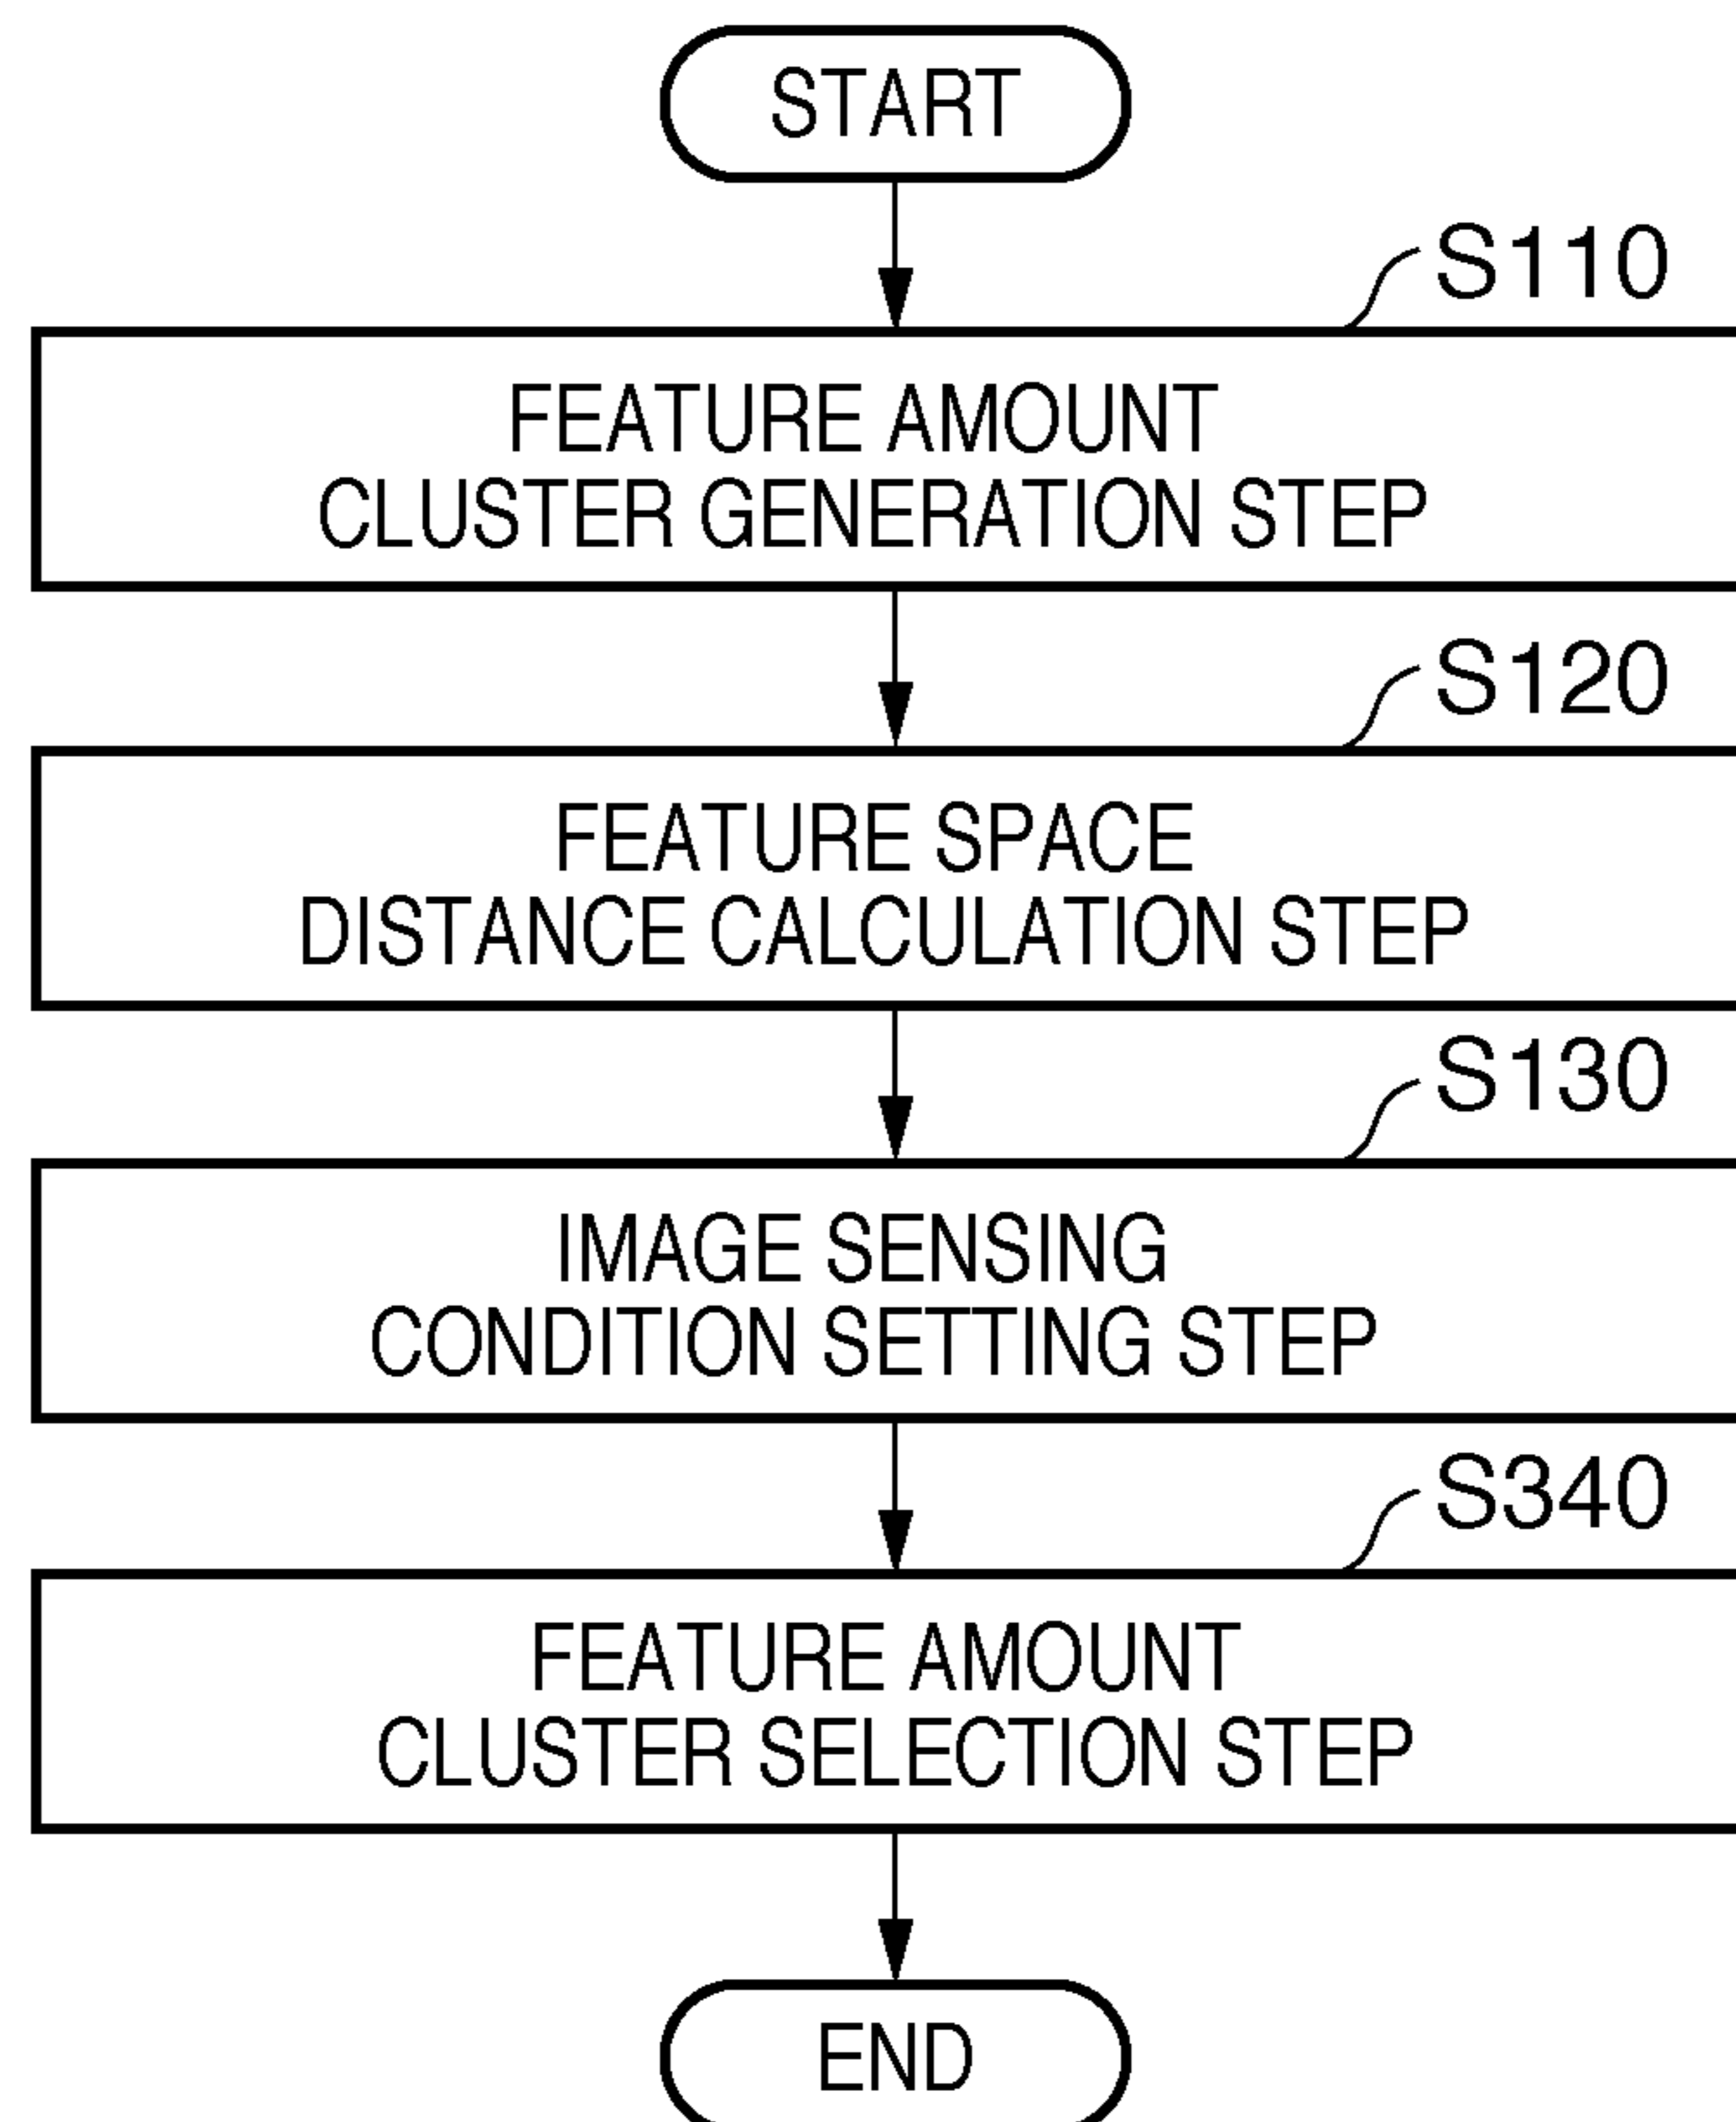 START
S110
FEATURE AMOUNT
CLUSTER GENERATION STEP
S120
FEATURE SPACE
DISTANCE CALCULATION STEP
S130
IMAGE SENSING
CONDITION SETTING STEP
S340
FEATURE AMOUNT
CLUSTER SELECTION STEP
END